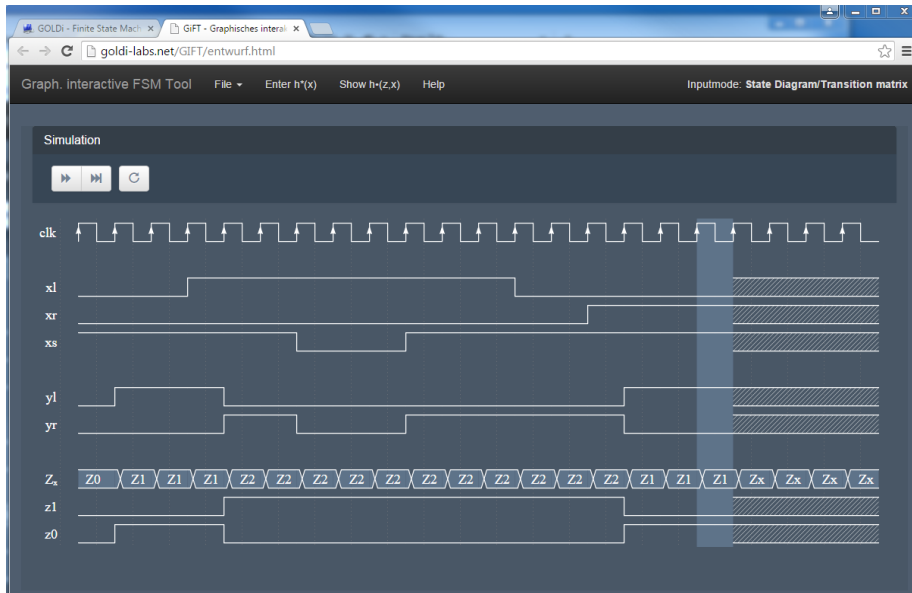 GOLDi - Finite State Mach
GIFT - Graphisches interak
goldi-labs.net/GIFT/entwurf.html
Graph. interactive FSM Tool File Enter h*(x) Show h•(z,x) Help Inputmode: State Diagram/Transition matrix
Simulation
clk
xl
xr
xs
yl
yr
Zx Z0 Z1 Z1 Z1 Z2 Z2 Z2 Z2 Z2 Z2 Z2 Z2 Z2 Z2 Z2 Z1 Z1 Z1 Zx Zx Zx Zx
z1
z0